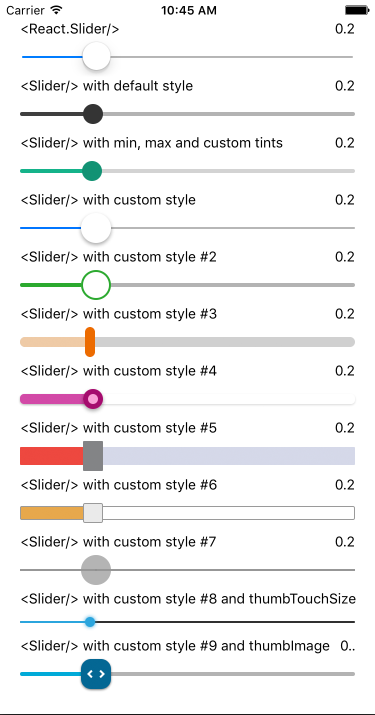 Carrier 10:45 AM
<React.Slider/> 0.2
<Slider/> with default style 0.2
<Slider/> with min, max and custom tints 0.2
<Slider/> with custom style 0.2
<Slider/> with custom style #2 0.2
<Slider/> with custom style #3 0.2
<Slider/> with custom style #4 0.2
<Slider/> with custom style #5 0.2
<Slider/> with custom style #6 0.2
<Slider/> with custom style #7 0.2
<Slider/> with custom style #8 and thumbTouchSize
<Slider/> with custom style #9 and thumbImage 0..